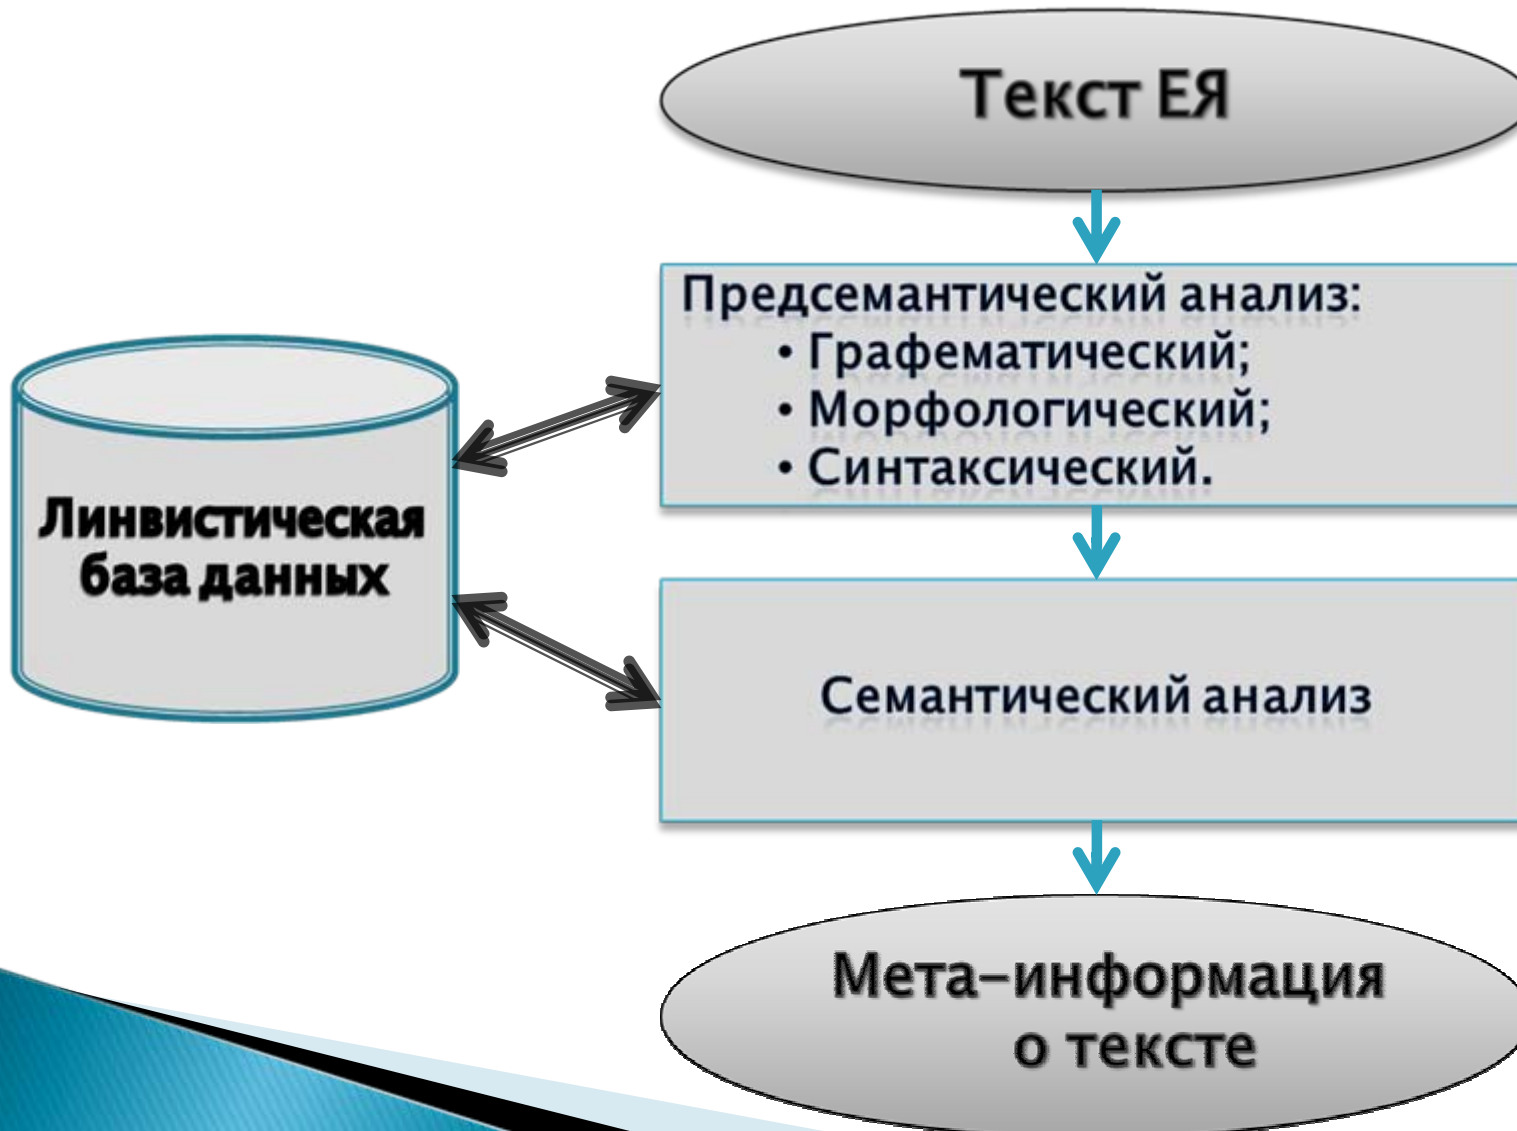 Текст ЕЯ
Предсемантический анализ:
• Графематический;
• Морфологический;
• Синтаксический.
Линвистическая
база данных
Семантический анализ
Мета-информация
о тексте